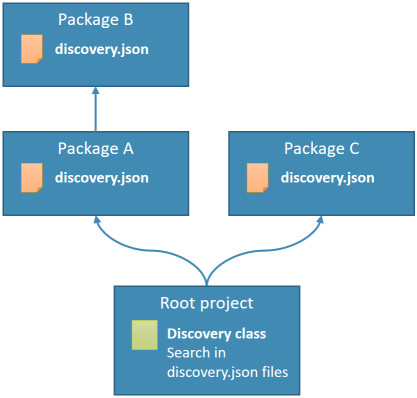 Package B
discovery.json
Package A
discovery.json
Package C
discovery.json
Root project
Discovery class
Search in
discovery.json files